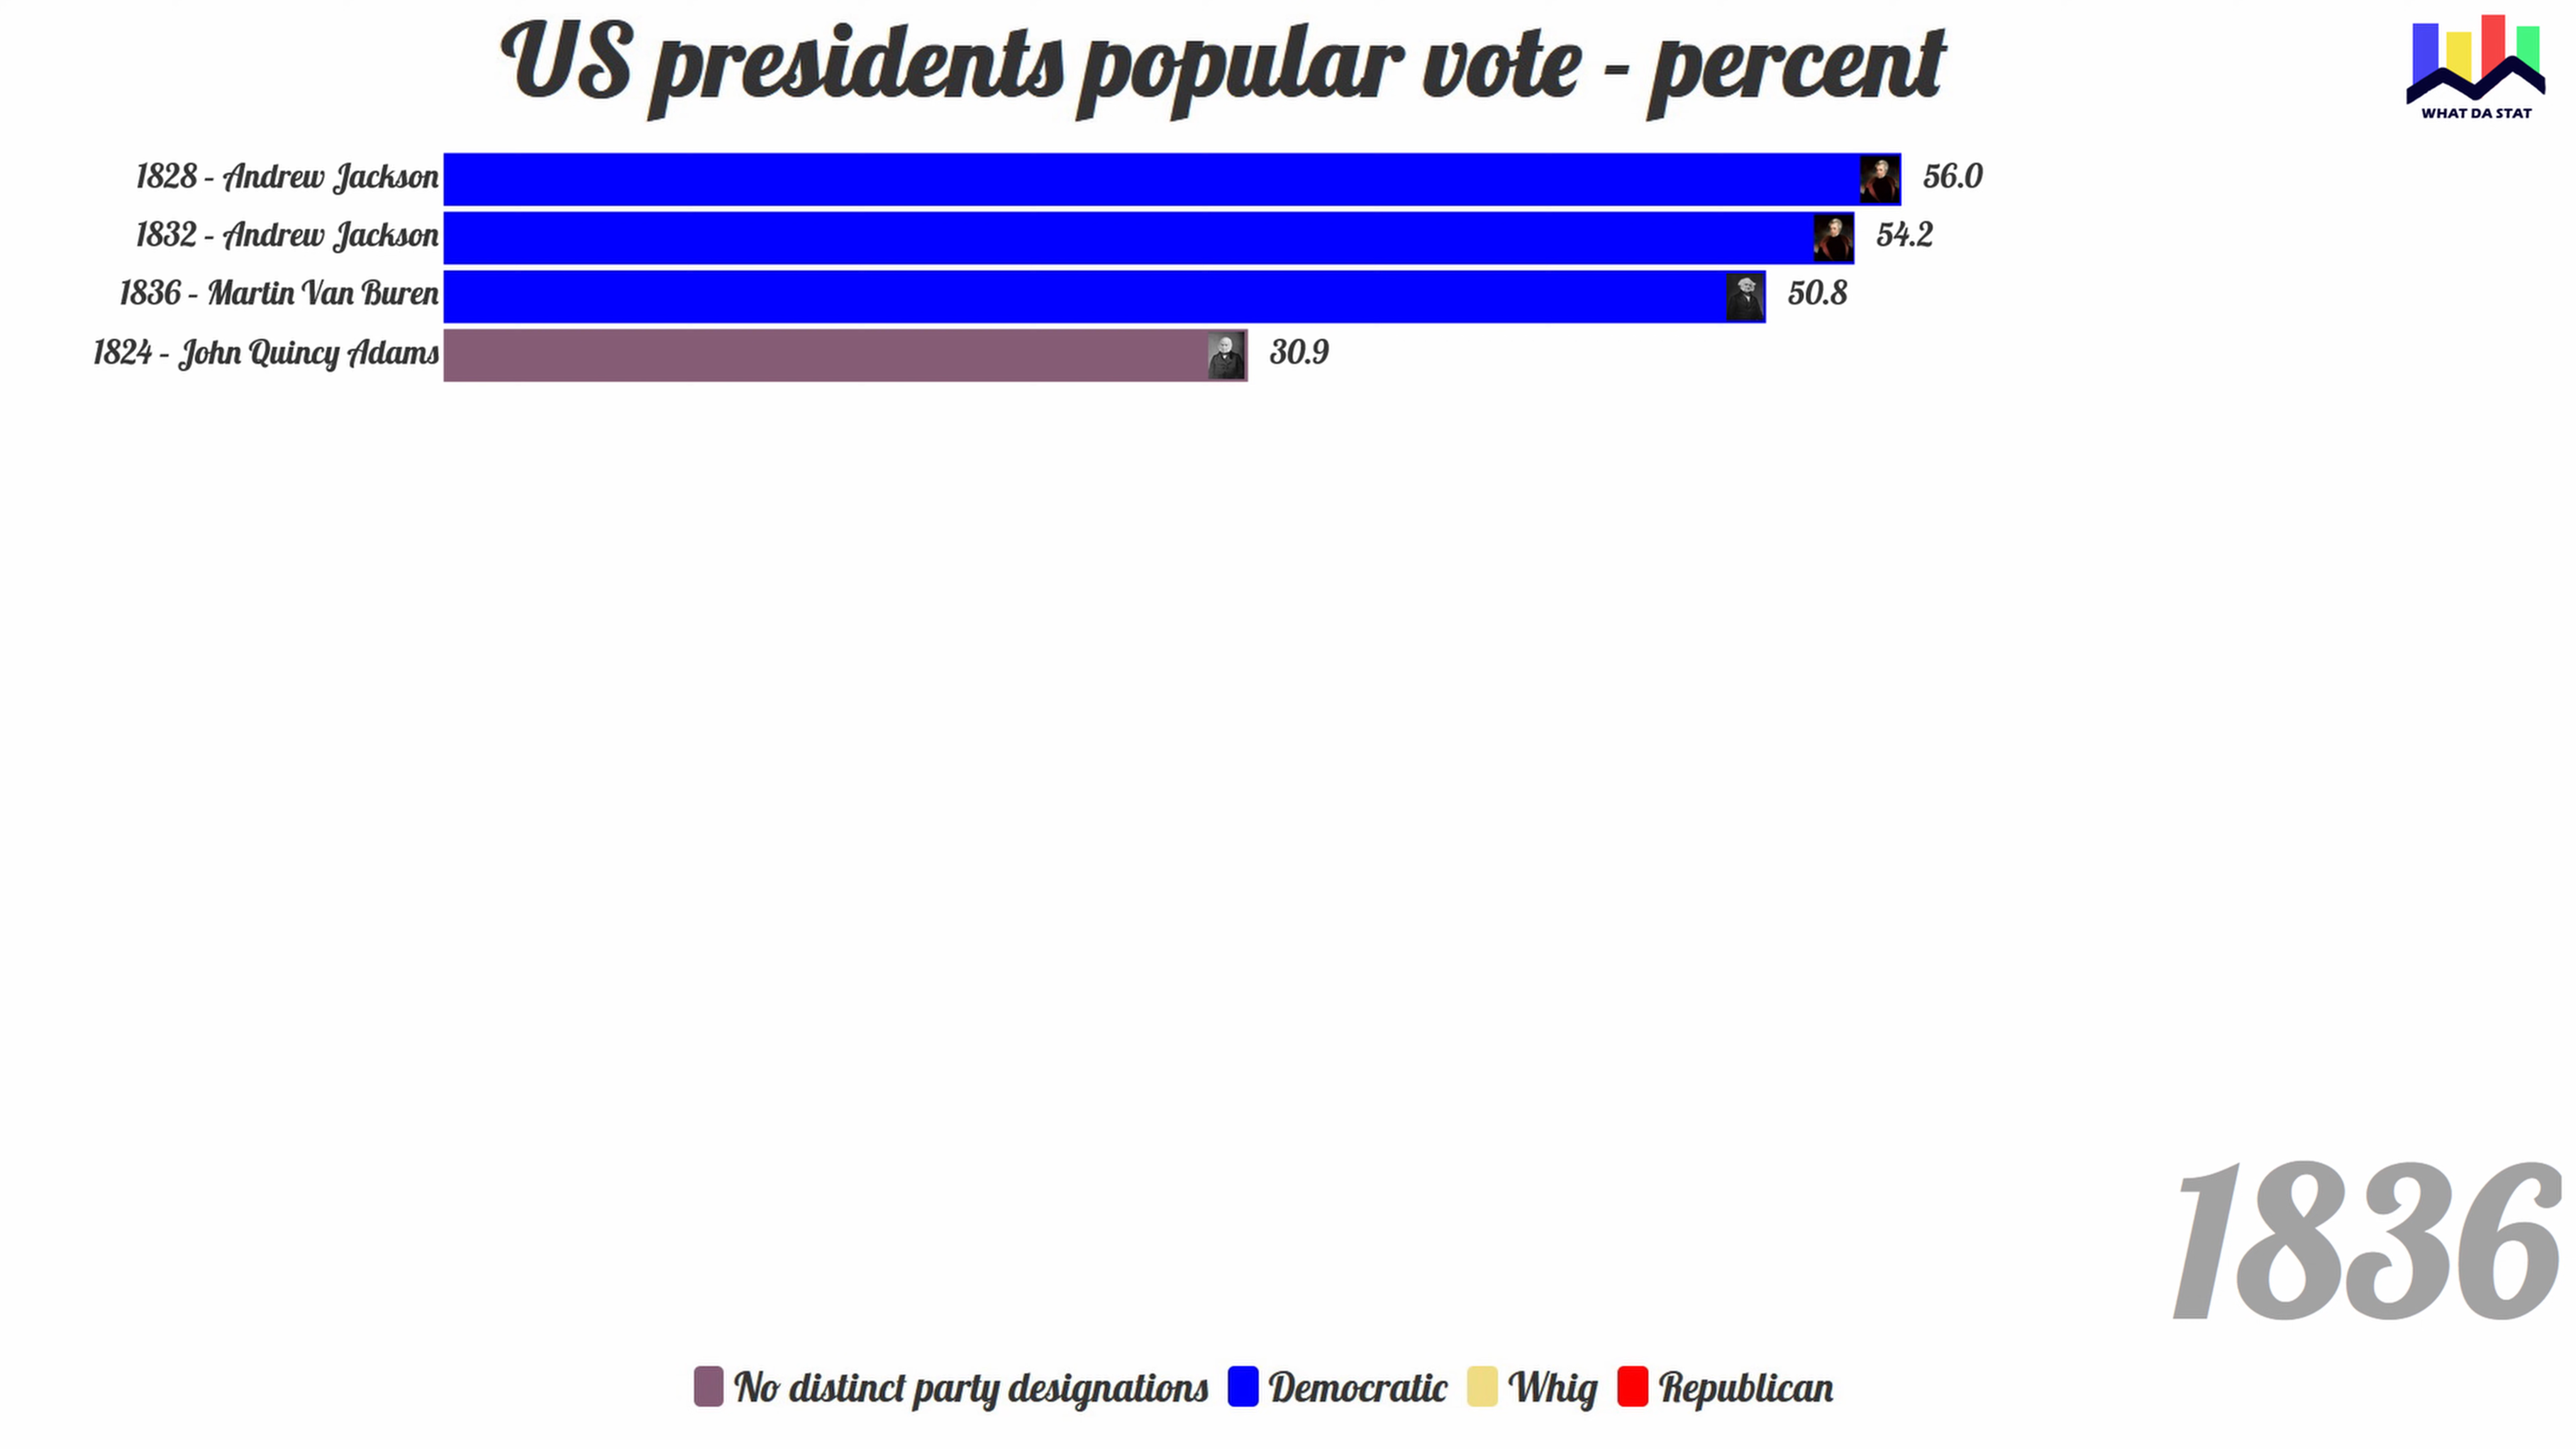 US presidents popular vote - percent
WHAT DA STAT
1828 - Andrew Jackson 56.0
1832 - Andrew Jackson 54.2
1836 - Martin Van Buren 50.8
1824 - John Quincy Adams 30.9
1836
No distinct party designations Democratic Whig Republican